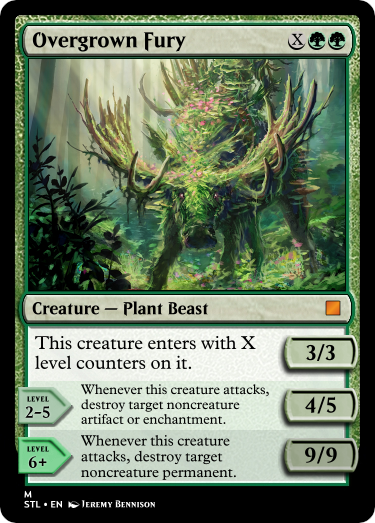 Overgrown Fury X
Creature — Plant Beast
This creature enters with X
level counters on it.
3/3
LEVEL
2-5
Whenever this creature attacks,
destroy target noncreature
artifact or enchantment.
4/5
LEVEL
6+
Whenever this creature
attacks, destroy target
noncreature permanent.
9/9
M
STL • EN Jeremy Bennison